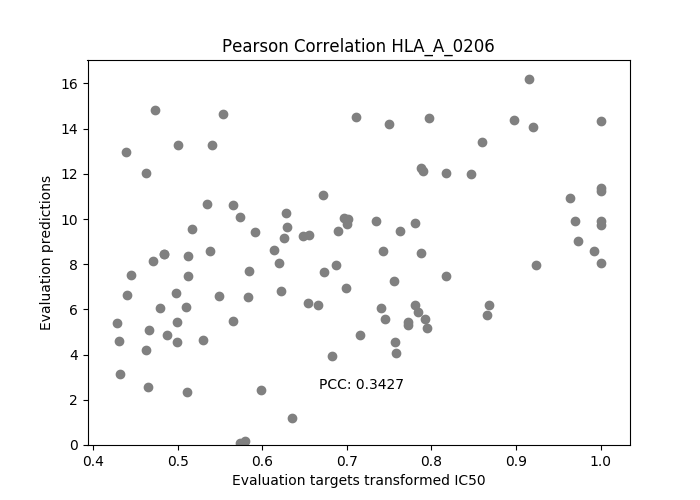 Pearson Correlation HLA_A_0206
16
14
12
10
8
6
4
2
0
Evaluation predictions
PCC: 0.3427
0.4 0.5 0.6 0.7 0.8 0.9 1.0
Evaluation targets transformed IC50